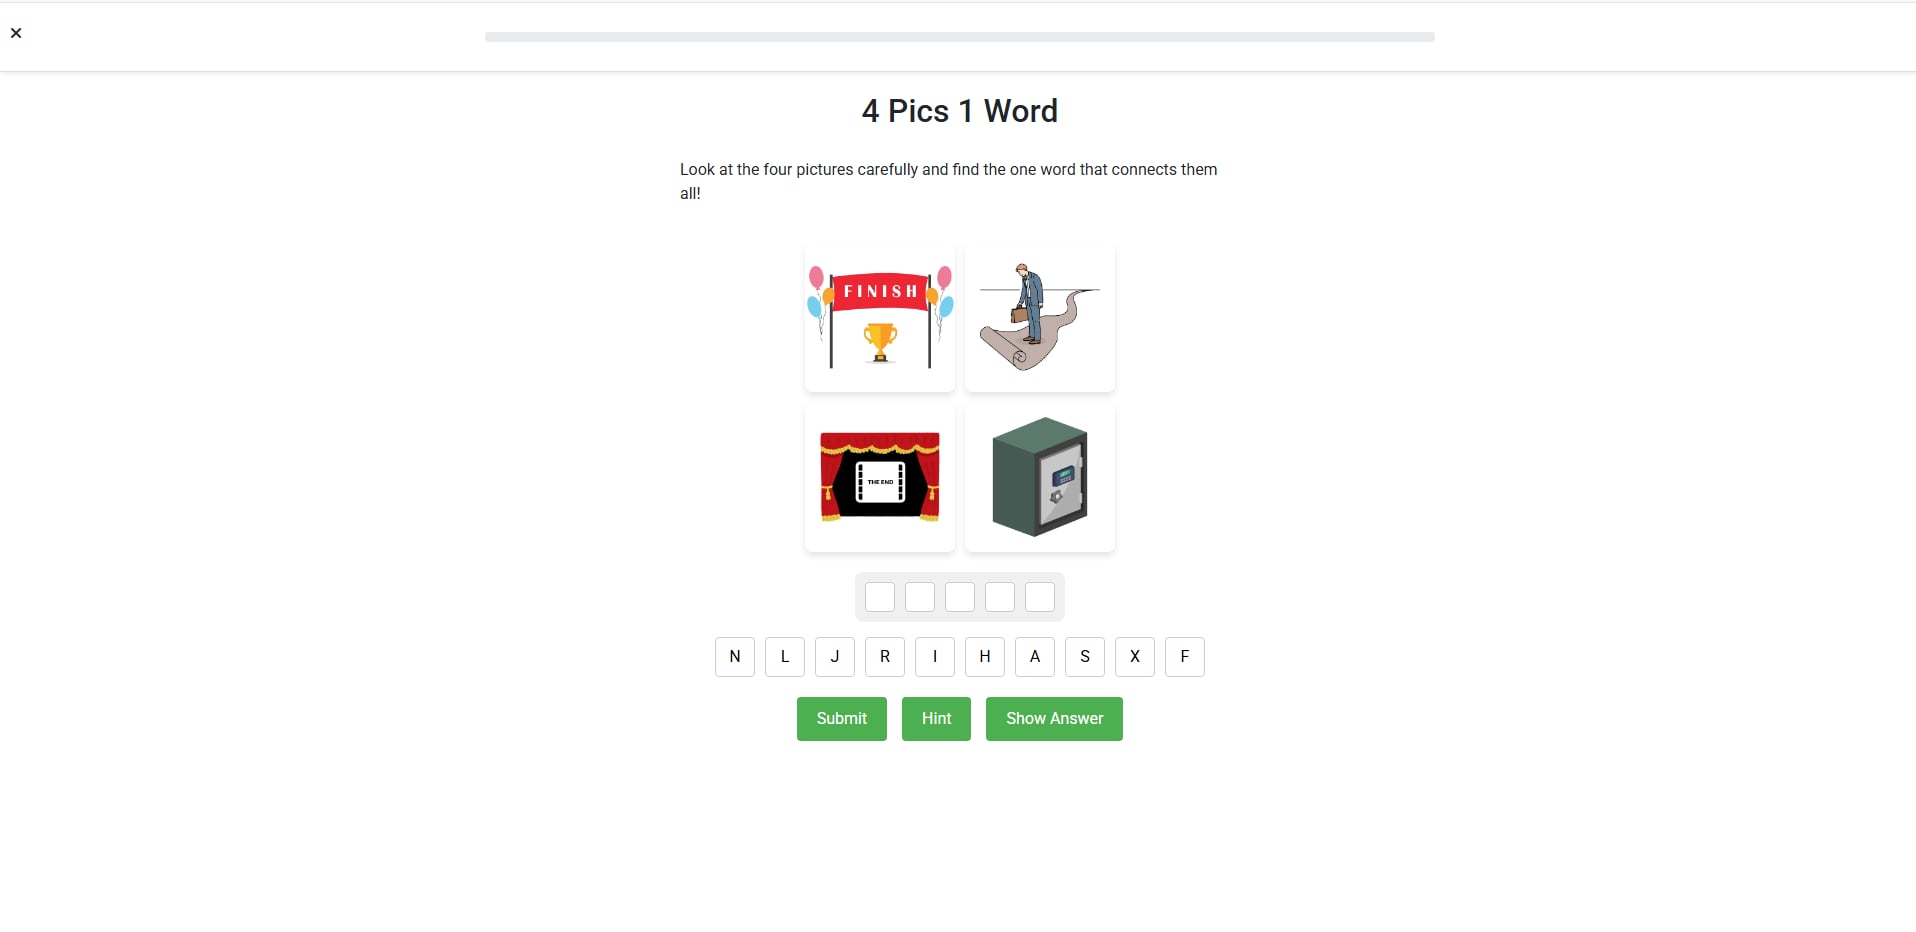 ×
4 Pics 1 Word
Look at the four pictures carefully and find the one word that connects them
all!
FINISH
THE END
N L J R I H A S X F
Submit Hint Show Answer